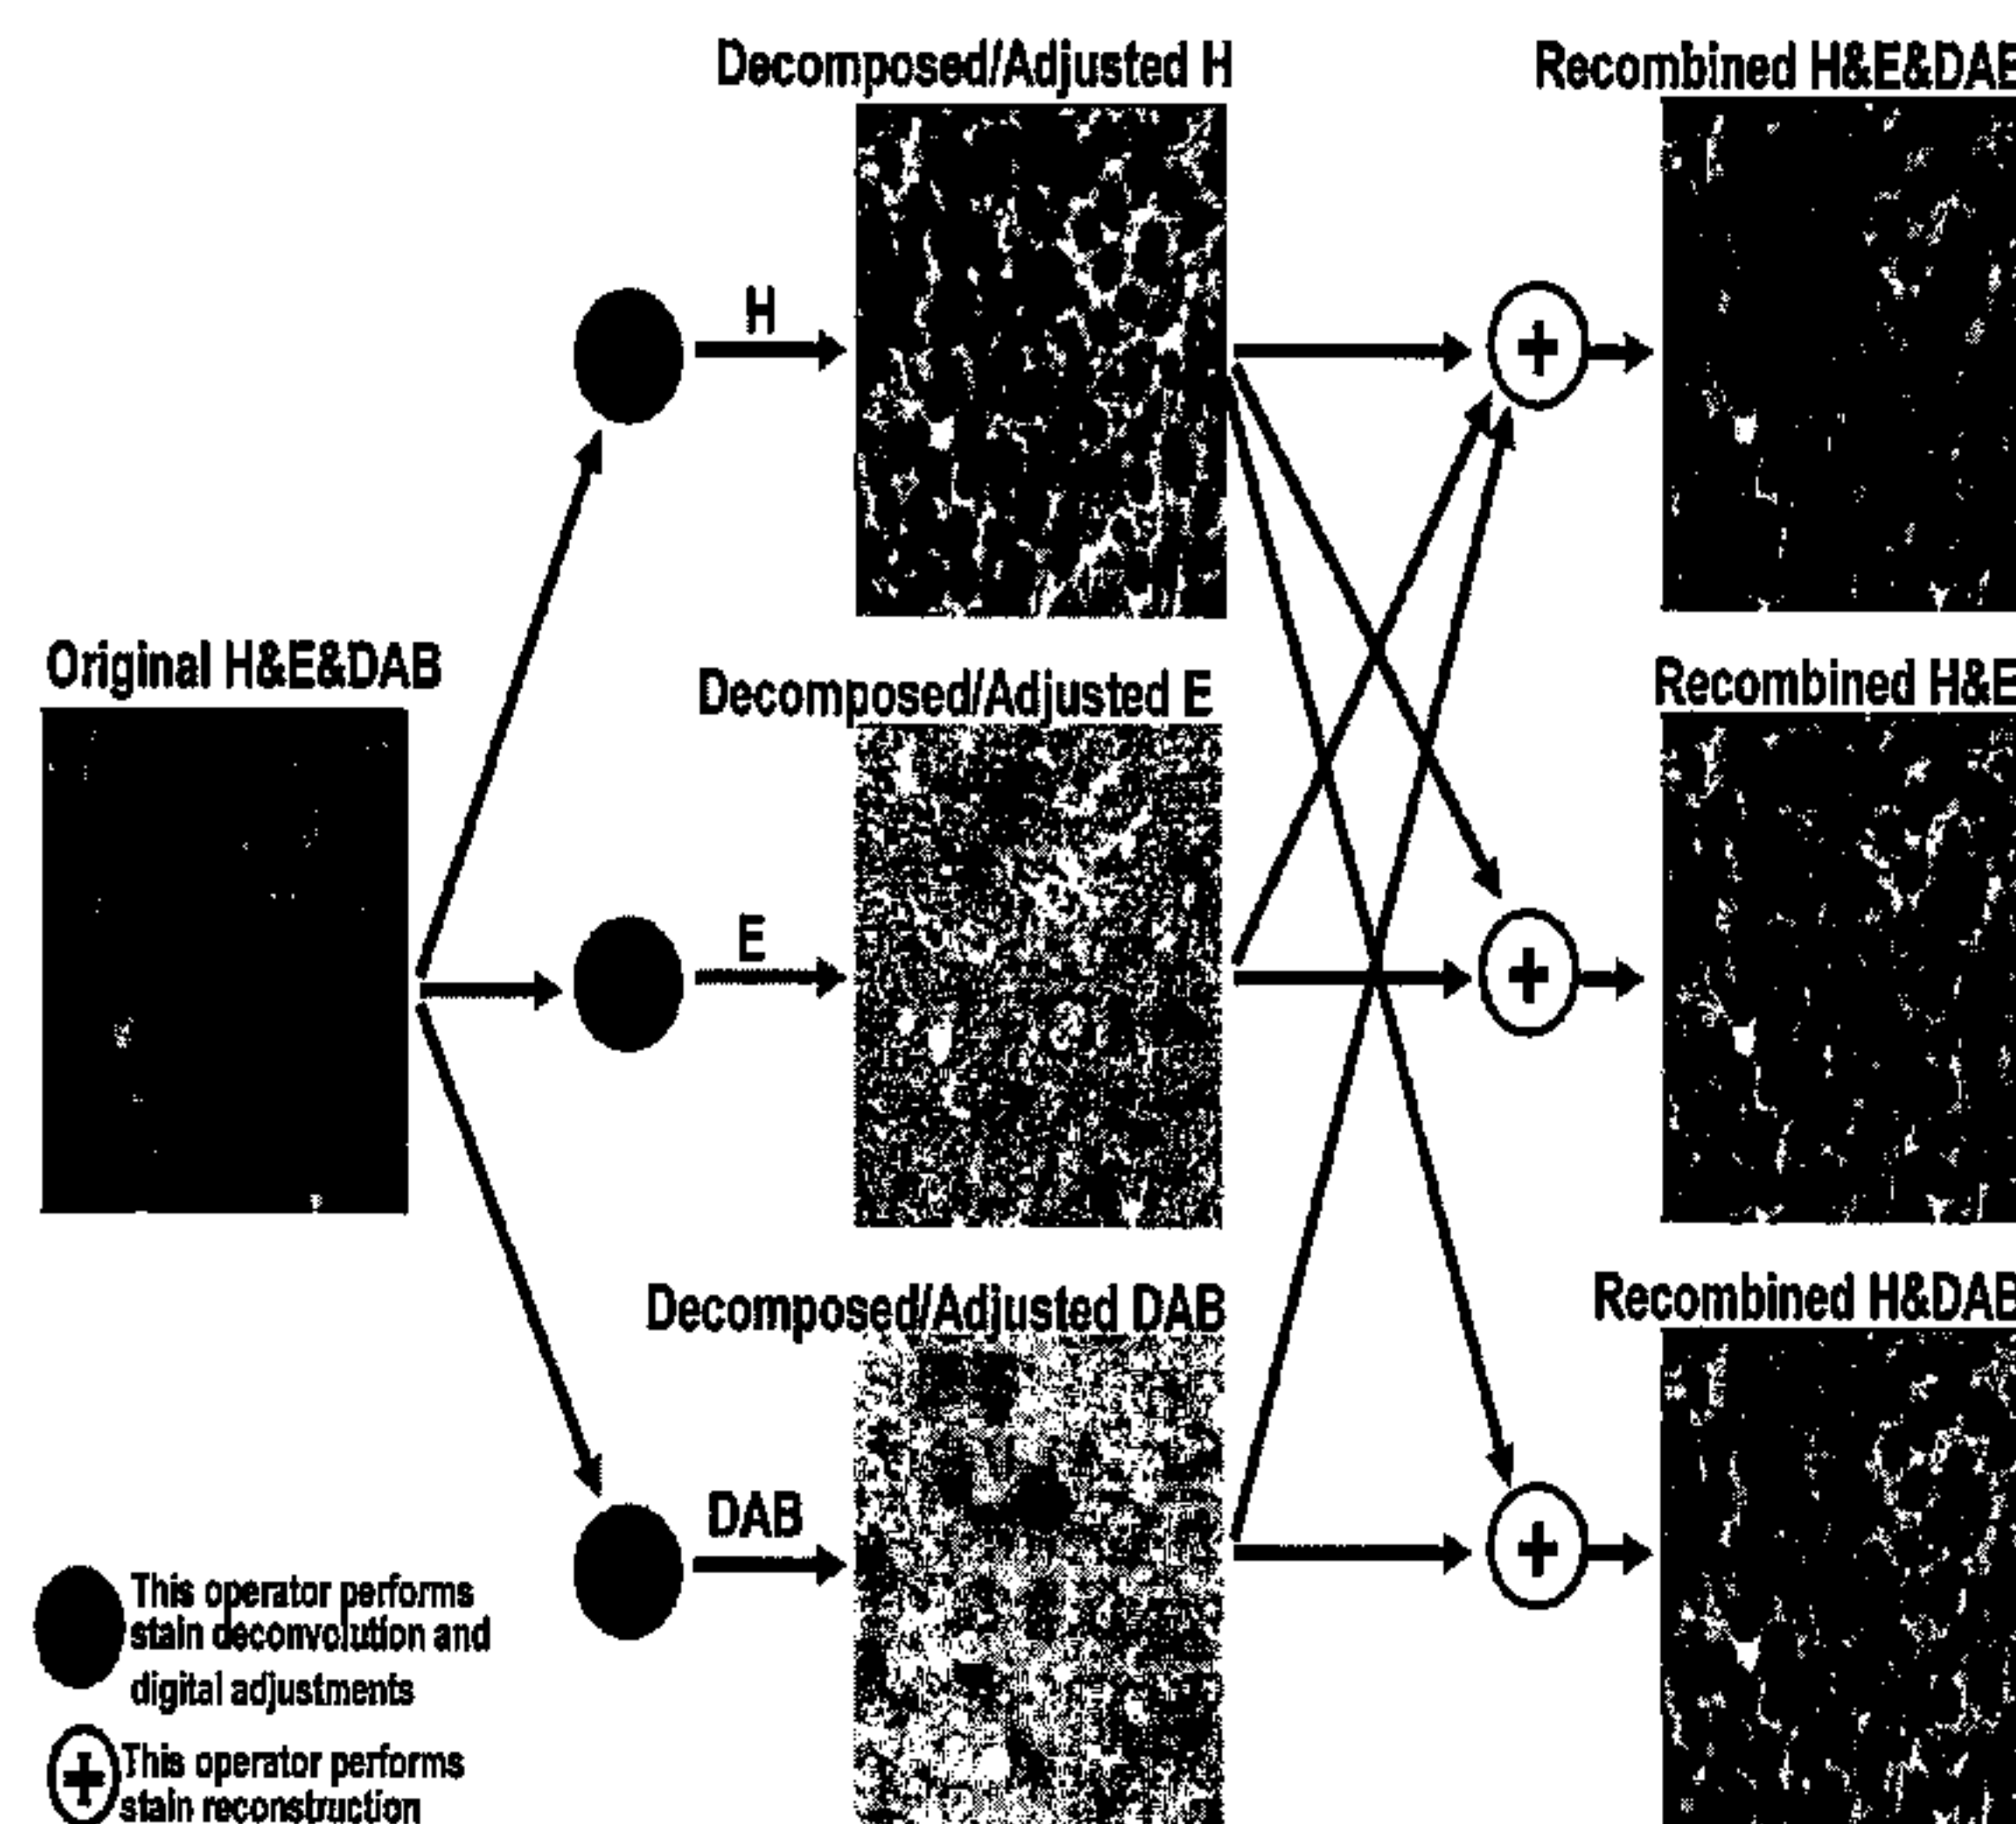 Decomposed/Adjusted H
Recombined H&E&DAB
H
Original H&E&DAB
Decomposed/Adjusted E
Recombined H&E
E
Decomposed/Adjusted DAB
Recombined H&DAB
DAB
This operator performs
stain deconvolution and
digital adjustments
This operator performs
stain reconstruction